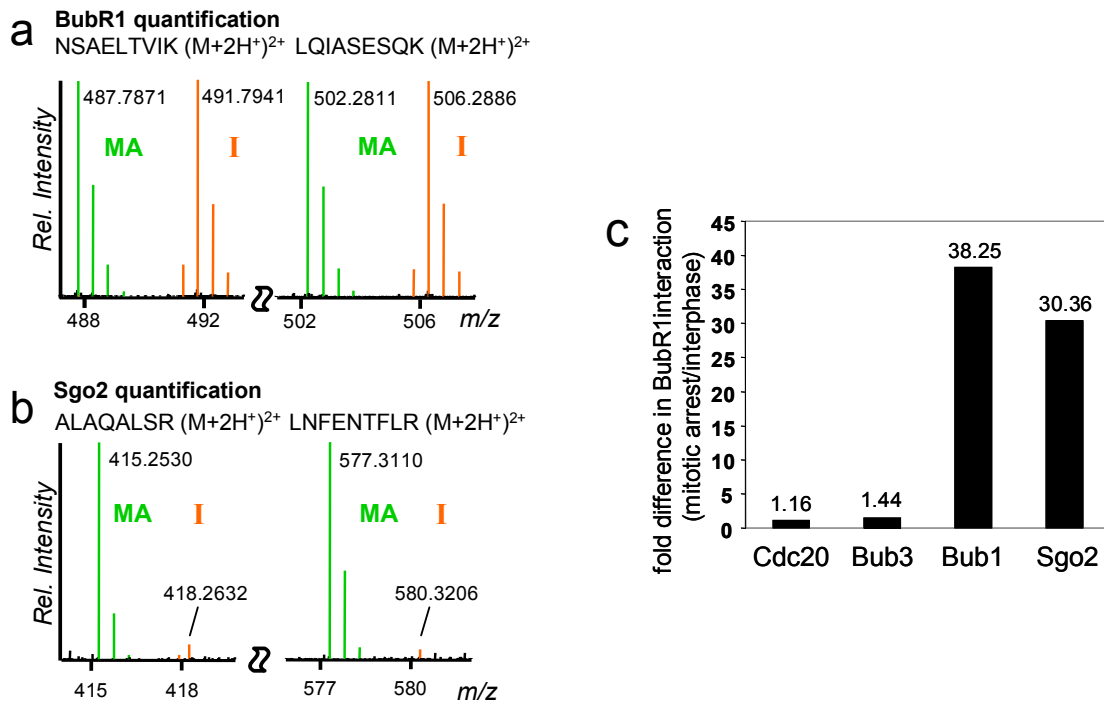 a
BubR1 quantification
NSAELTVIK (M+2H⁺)²⁺ LQIASESQK (M+2H⁺)²⁺
487.7871
491.7941
502.2811
506.2886
MA
I
MA
I
Rel. Intensity
488
492
502
506
m/z
b
Sgo2 quantification
ALAQALSR (M+2H⁺)²⁺ LNFENTFLR (M+2H⁺)²⁺
415.2530
577.3110
MA
I
MA
I
418.2632
580.3206
Rel. Intensity
415
418
577
580
m/z
c
fold difference in BubR1interaction
(mitotic arrest/interphase)
45
40
35
30
25
20
15
10
5
0
1.16
1.44
38.25
30.36
Cdc20
Bub3
Bub1
Sgo2